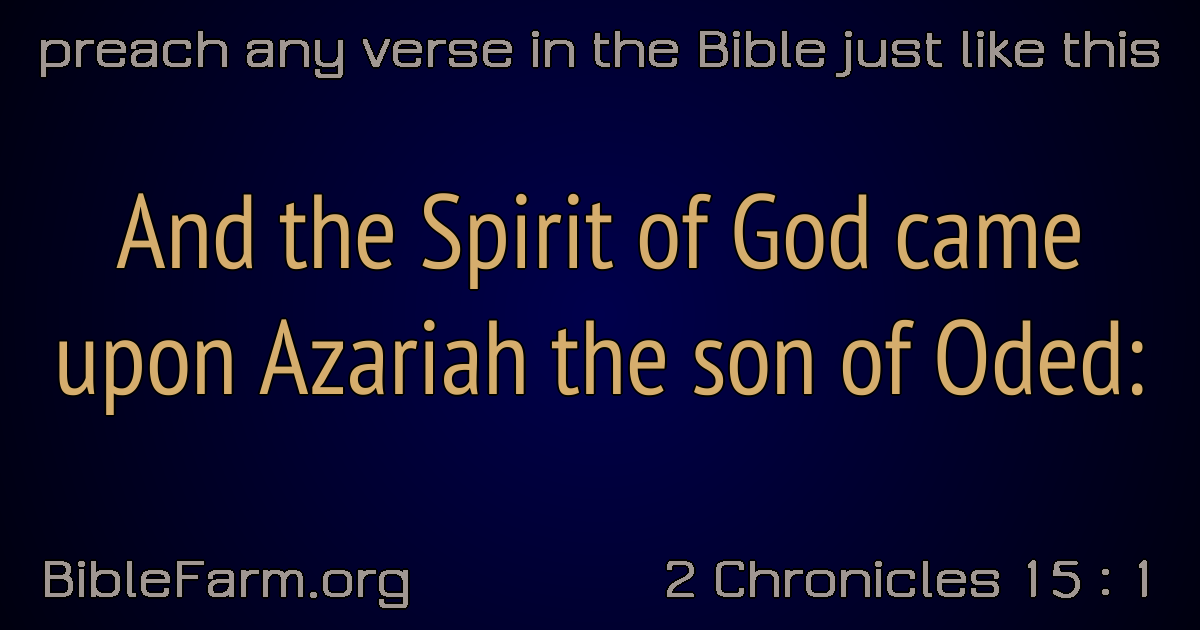 preach any verse in the Bible just like this
And the Spirit of God came
upon Azariah the son of Oded:
BibleFarm.org
2 Chronicles 15 : 1